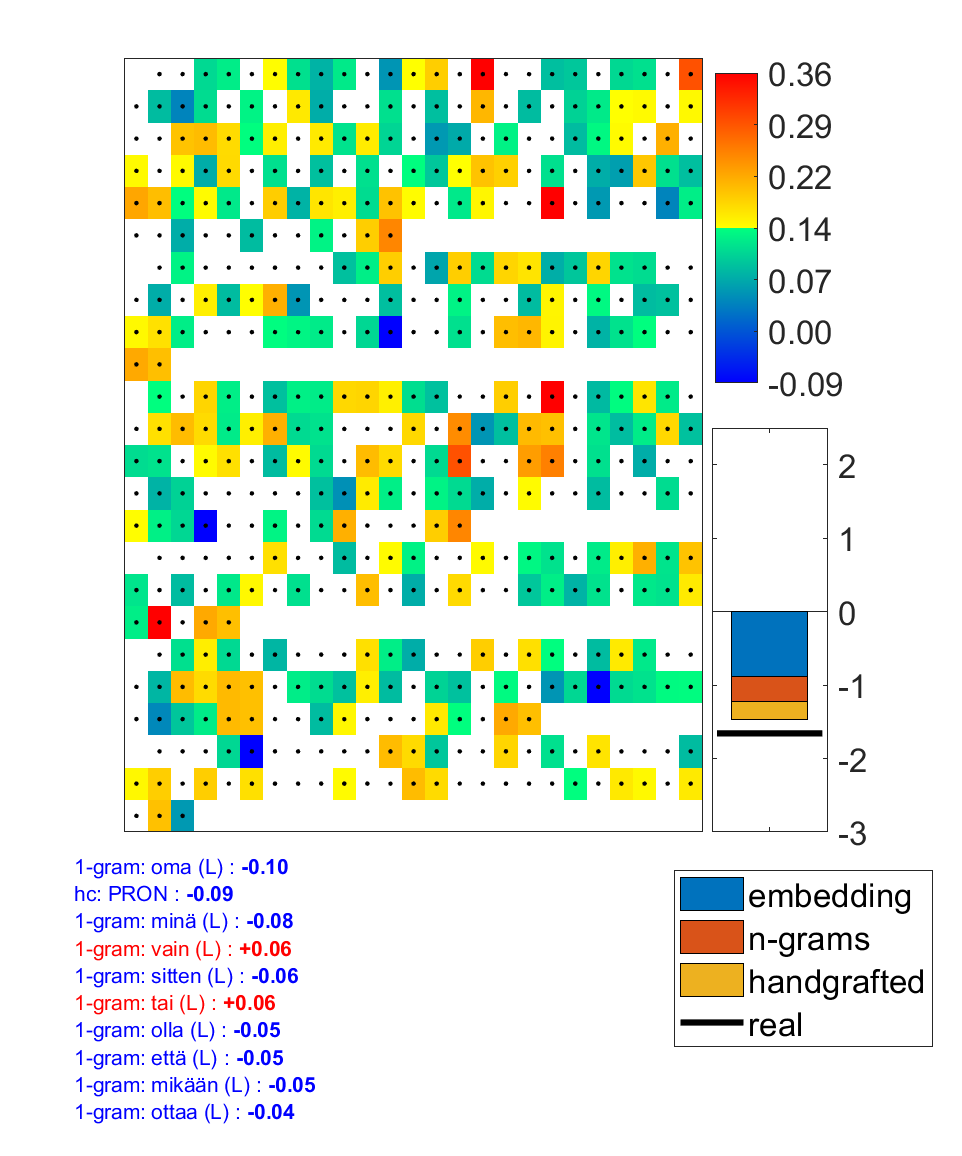 0.36
0.29
0.22
0.14
0.07
0.00
-0.09
2
1
0
-1
-2
-3
1-gram: oma (L) : -0.10
hc: PRON : -0.09
1-gram: minä (L) : -0.08
1-gram: vain (L) : +0.06
1-gram: sitten (L) : -0.06
1-gram: tai (L) : +0.06
1-gram: olla (L) : -0.05
1-gram: että (L) : -0.05
1-gram: mikään (L) : -0.05
1-gram: ottaa (L) : -0.04
embedding
n-grams
handgrafted
real